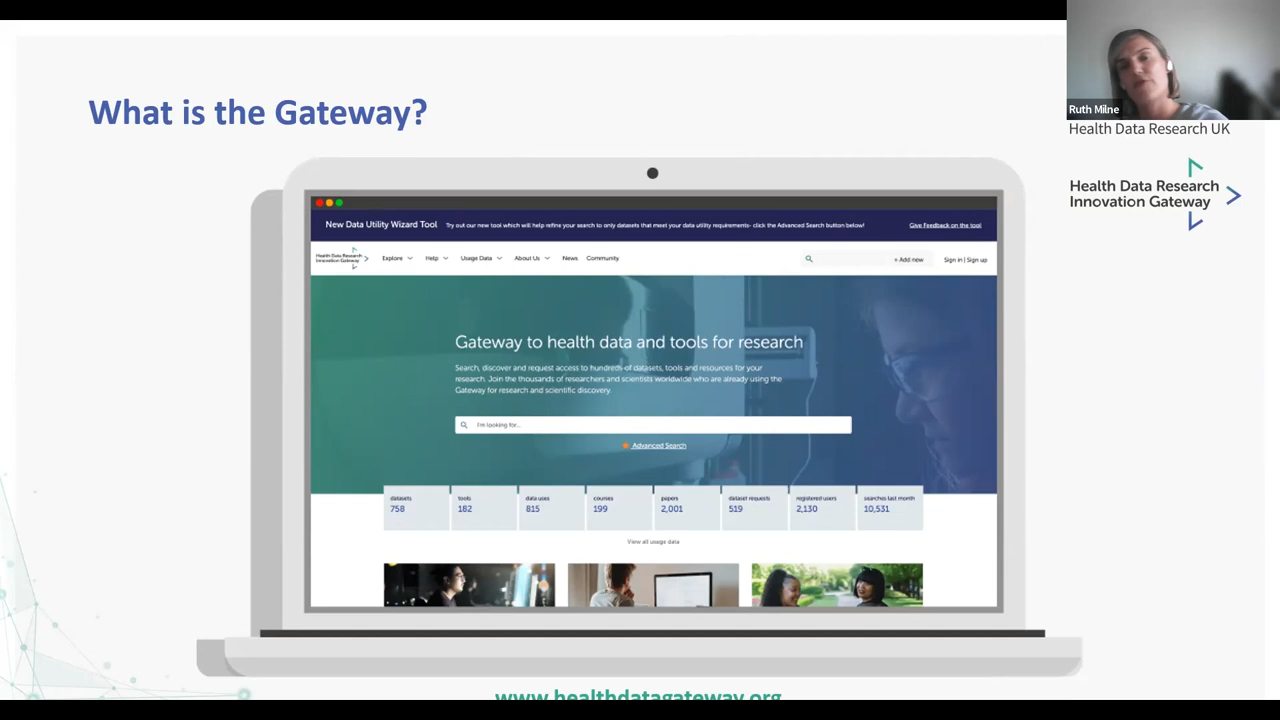 What is the Gateway?
Ruth Milne
Health Data Research UK
Health Data Research
Innovation Gateway
New Data Utility Wizard Tool
Try out our new tool which will help refine your search to only datasets that meet your data utility requirements- click the Advanced Search button below!
Give Feedback on the tool
Health Data Research
Innovation Gateway
Explore
Help
Usage Data
About Us
News
Community
+ Add new
Sign in | Sign up
Gateway to health data and tools for research
Search, discover and request access to hundreds of datasets, tools and resources for your
research. Join the thousands of researchers and scientists worldwide who are already using the
Gateway for research and scientific discovery.
I'm looking for...
Advanced Search
datasets
758
tools
182
data uses
815
courses
199
papers
2,001
dataset requests
519
registered users
2,130
searches last month
10,531
View all usage data
www.healthdatagateway.org